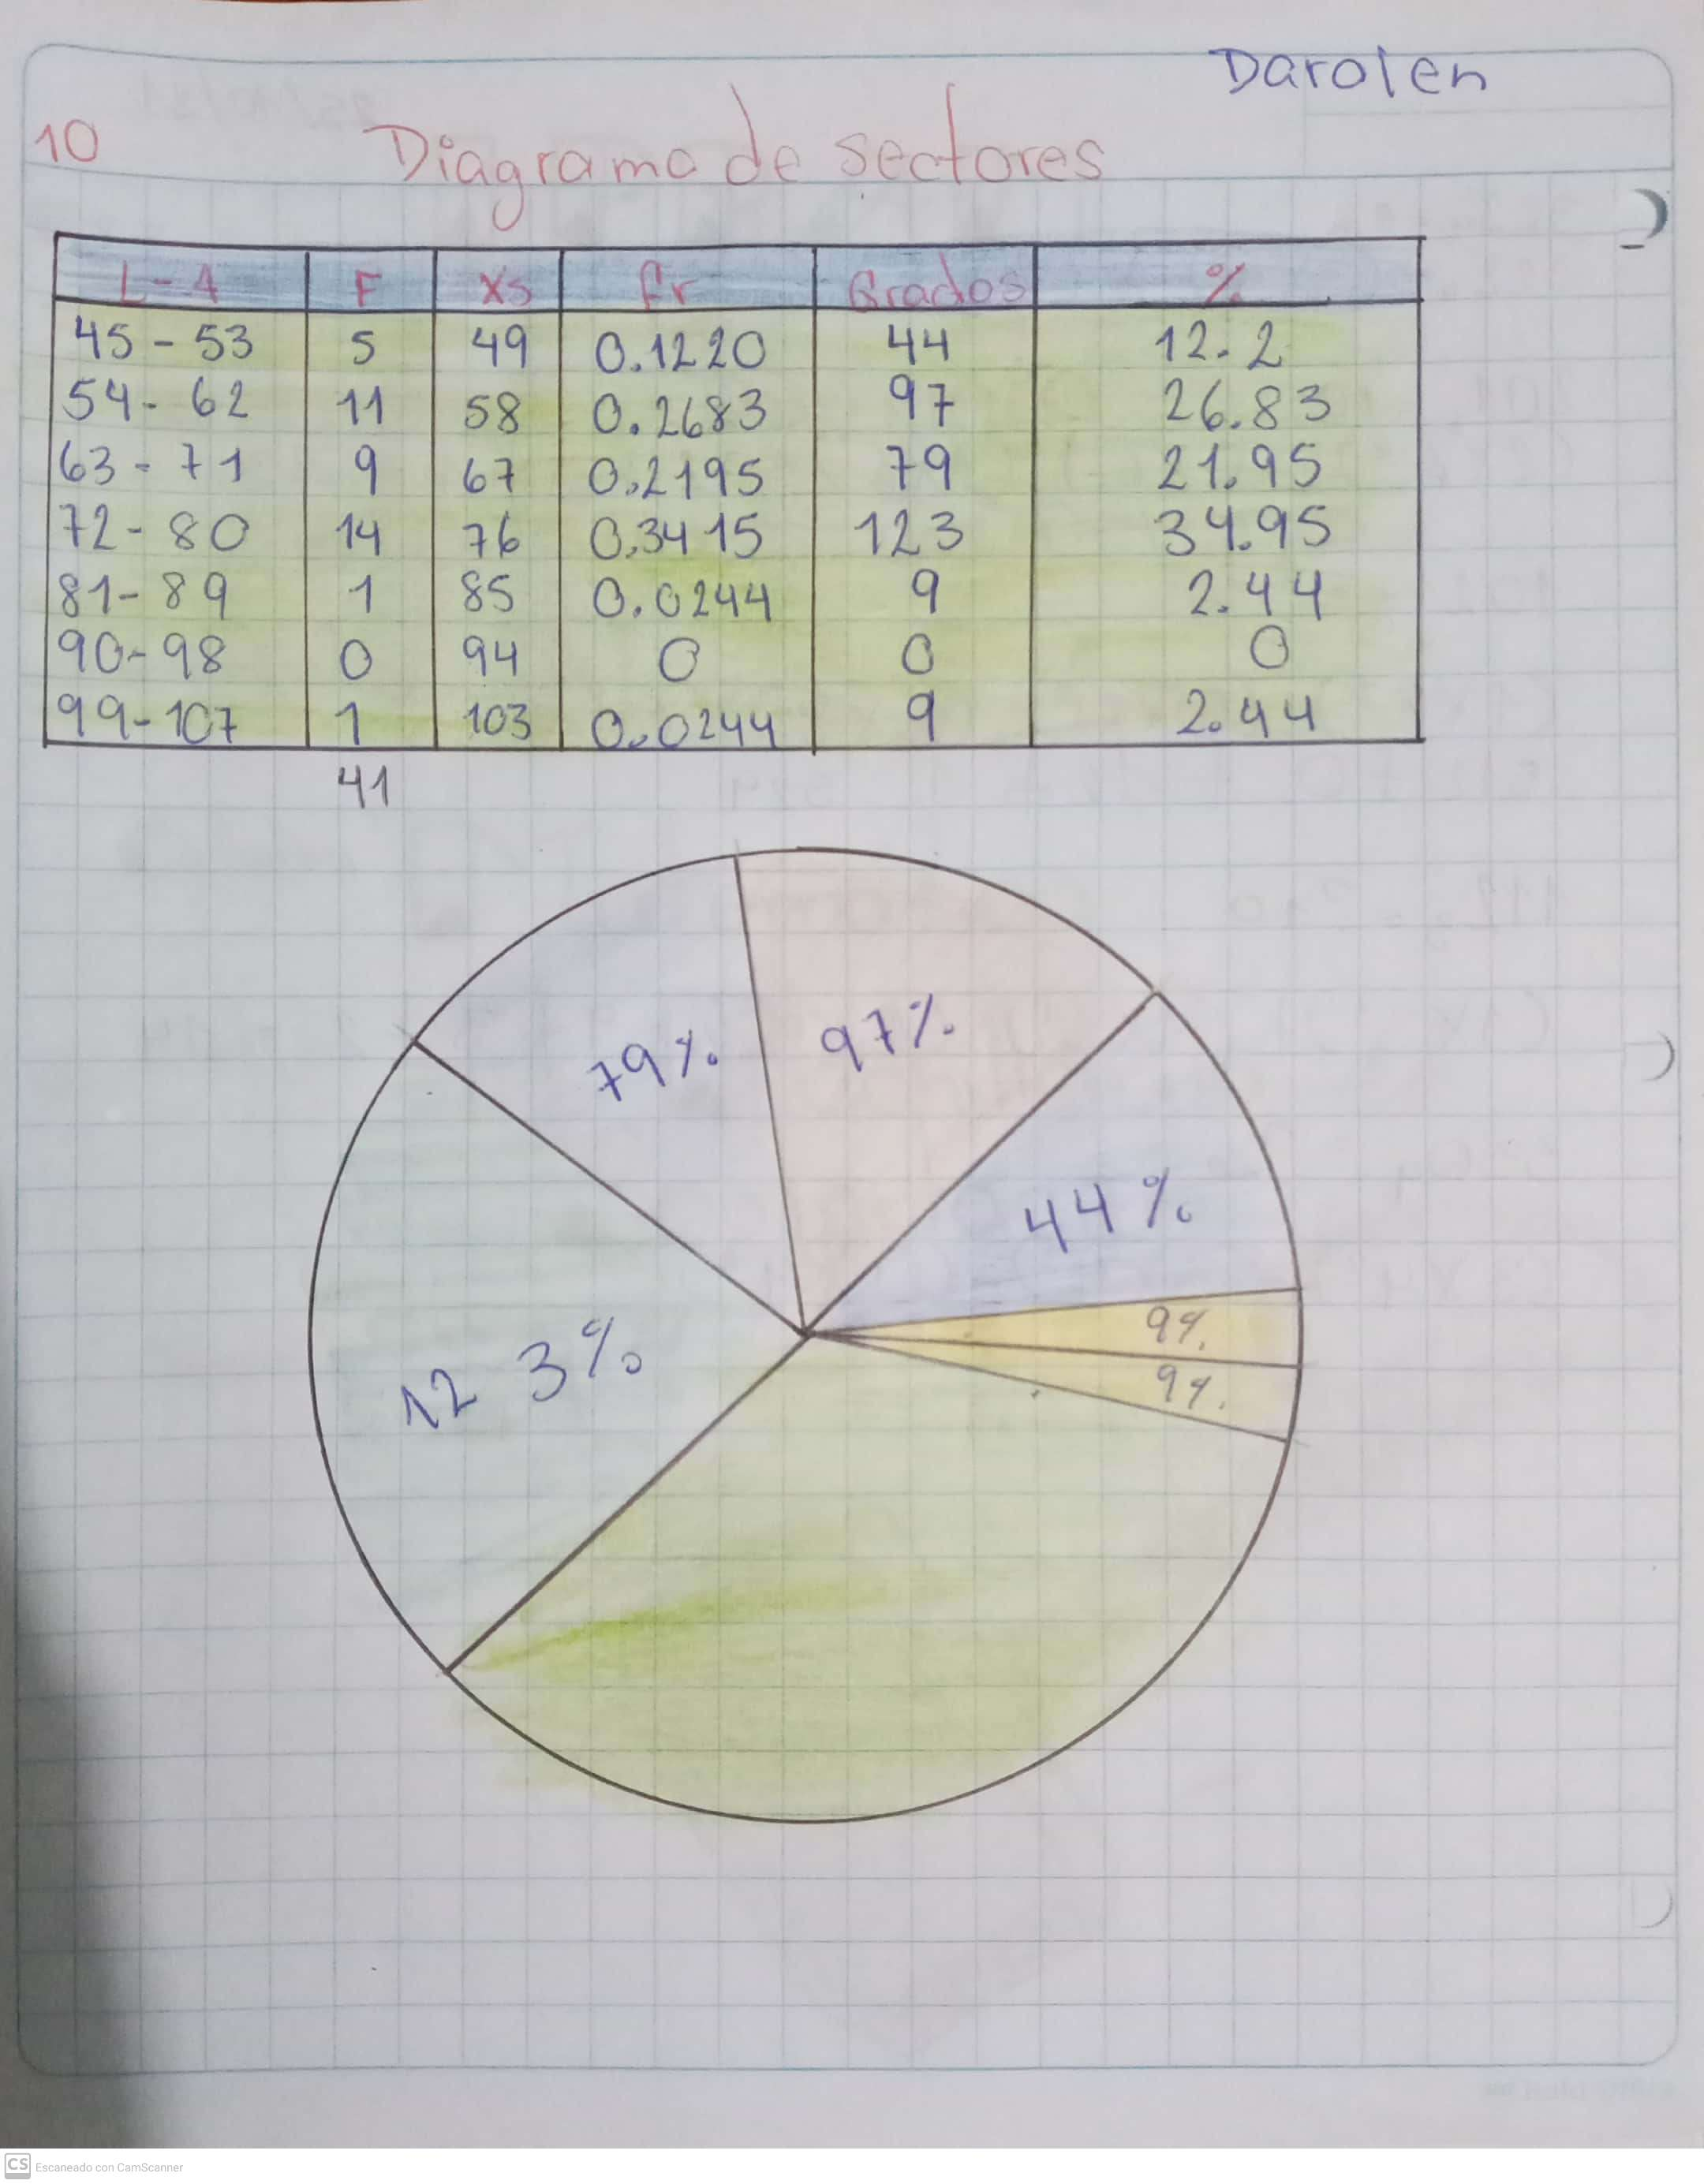 Darolen
10 Diagrama de sectores
L-A F Xs fr Grados %
45-53 5 49 0.1220 44 12.2
54-62 11 58 0.2683 97 26.83
63-71 9 67 0.2195 79 21.95
72-80 14 76 0.3415 123 34.95
81-89 1 85 0.0244 9 2.44
90-98 0 94 0 0 0
99-107 1 103 0.0244 9 2.44
41
79% 97%
44%
9%
123% 9%
CS Escaneado con CamScanner